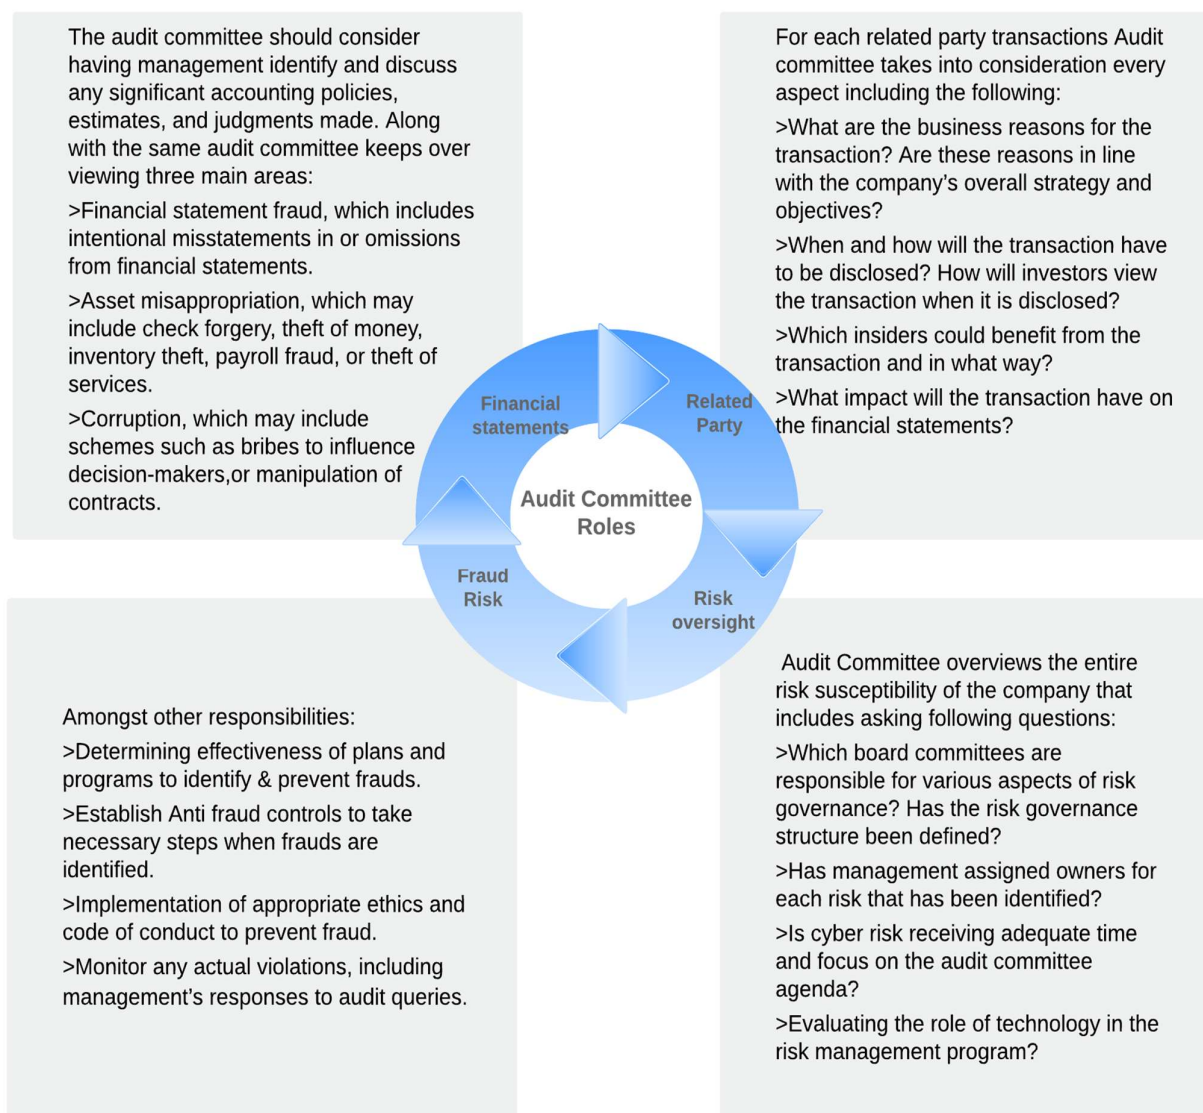 The audit committee should consider
having management identify and discuss
any significant accounting policies,
estimates, and judgments made. Along
with the same audit committee keeps over
viewing three main areas:
>Financial statement fraud, which includes
intentional misstatements in or omissions
from financial statements.
>Asset misappropriation, which may
include check forgery, theft of money,
inventory theft, payroll fraud, or theft of
services.
>Corruption, which may include
schemes such as bribes to influence
decision-makers,or manipulation of
contracts.
For each related party transactions Audit
committee takes into consideration every
aspect including the following:
>What are the business reasons for the
transaction? Are these reasons in line
with the company’s overall strategy and
objectives?
>When and how will the transaction have
to be disclosed? How will investors view
the transaction when it is disclosed?
>Which insiders could benefit from the
transaction and in what way?
>What impact will the transaction have on
the financial statements?
Financial
statements
Related
Party
Audit Committee
Roles
Fraud
Risk
Risk
oversight
Amongst other responsibilities:
>Determining effectiveness of plans and
programs to identify & prevent frauds.
>Establish Anti fraud controls to take
necessary steps when frauds are
identified.
>Implementation of appropriate ethics and
code of conduct to prevent fraud.
>Monitor any actual violations, including
management’s responses to audit queries.
Audit Committee overviews the entire
risk susceptibility of the company that
includes asking following questions:
>Which board committees are
responsible for various aspects of risk
governance? Has the risk governance
structure been defined?
>Has management assigned owners for
each risk that has been identified?
>Is cyber risk receiving adequate time
and focus on the audit committee
agenda?
>Evaluating the role of technology in the
risk management program?